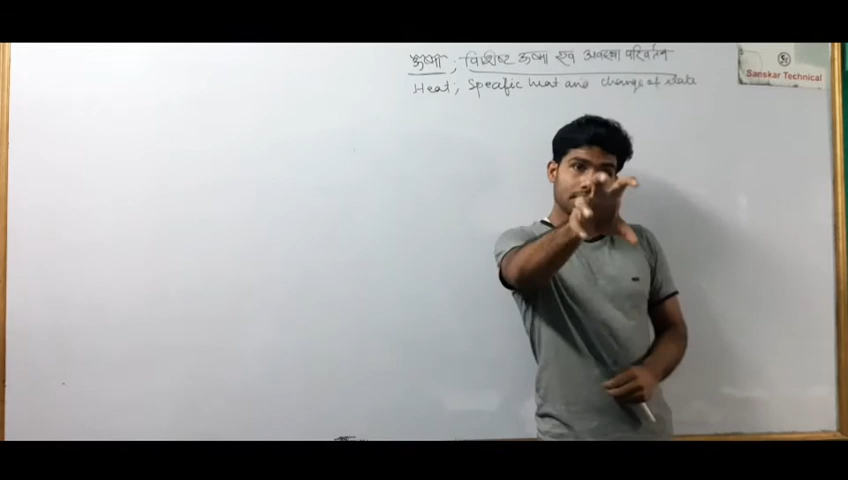 ऊष्मा ; विशिष्ट ऊष्मा एवं अवस्था परिवर्तन
Heat; Specific heat and change of state
Sanskar Technical